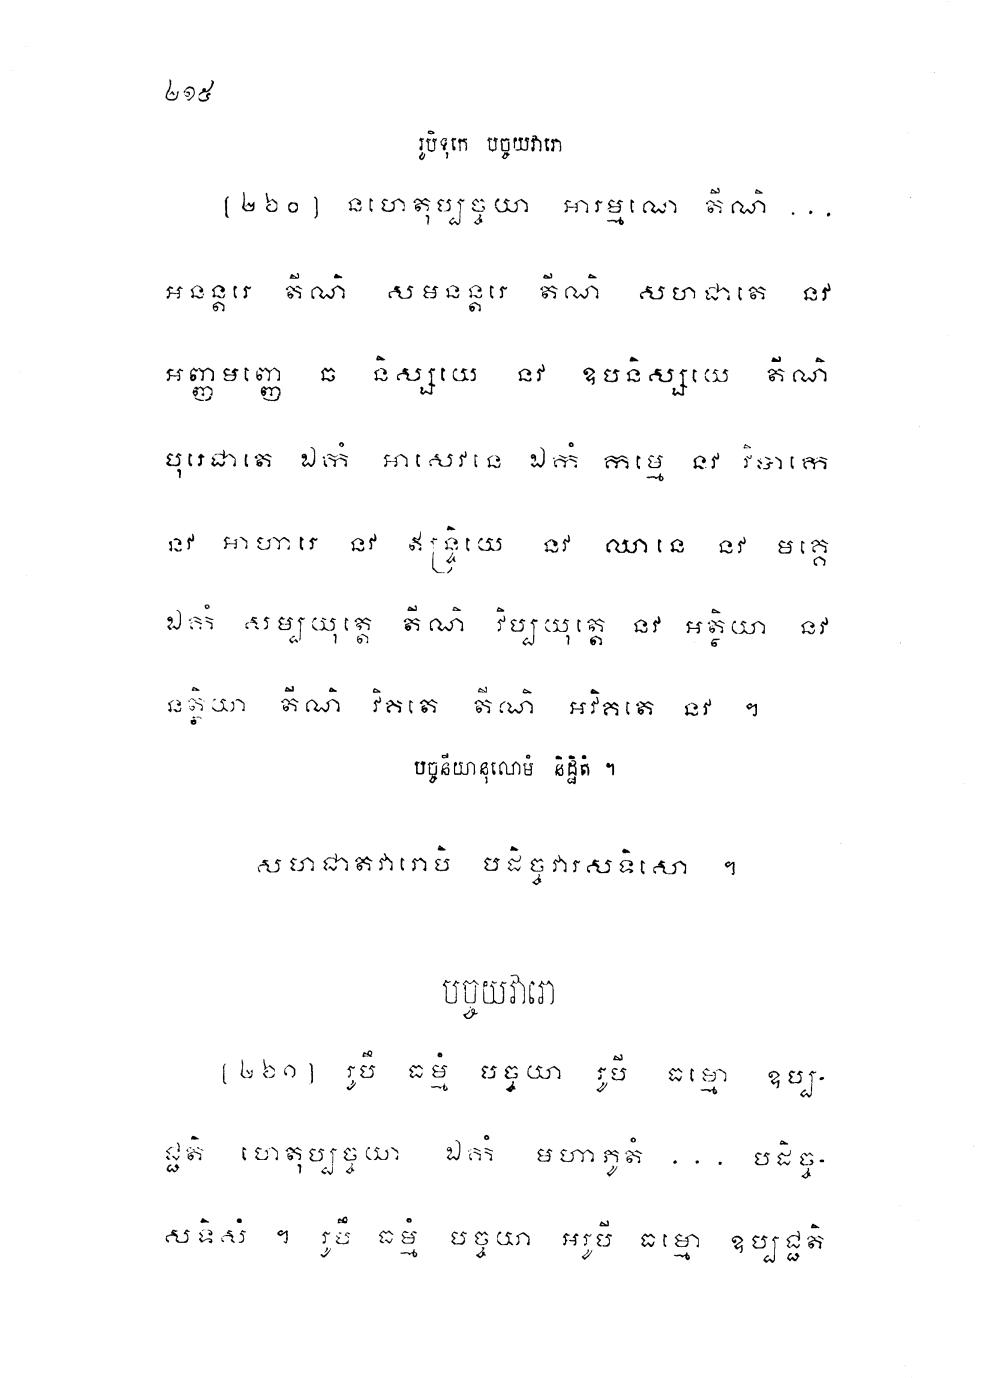 ២១៥
រូបិទុកេ បច្ចយវារោ
(២៦០) នហេតុប្បច្ចយា អារម្មណេ តីណិ ...
អនន្តរេ តីណិ សមនន្តរេ តីណិ សហជាតេ នវ
អញ្ញមញ្ញេ ឆ និស្សយេ នវ ឧបនិស្សយេ តីណិ
បុរេជាតេ ឯកំ អាសេវនេ ឯកំ កម្មេ នវ វិបាកេ
នវ អាហារេ នវ ឥន្ទ្រិយេ នវ ឈានេ នវ មគ្គេ
ឯកំ សម្បយុត្តេ តីណិ វិប្បយុត្តេ នវ អត្ថិយា នវ
នត្ថិយា តីណិ វិគតេ តីណិ អវិគតេ នវ ។
បច្ចនីយានុលោមំ និដ្ឋិតំ ។
សហជាតវារោបិ បដិច្ចវារសទិសោ ។
បច្ចយវារោ
(២៦១) រូបឹ ធម្មំ បច្ចយា រូបី ធម្មោ ឧប្ប-
ជ្ជតិ ហេតុប្បច្ចយា ឯកំ មហាភូតំ ... បដិច្ច-
សទិសំ ។ រូបឹ ធម្មំ បច្ចយា អរូបី ធម្មោ ឧប្បជ្ជតិ